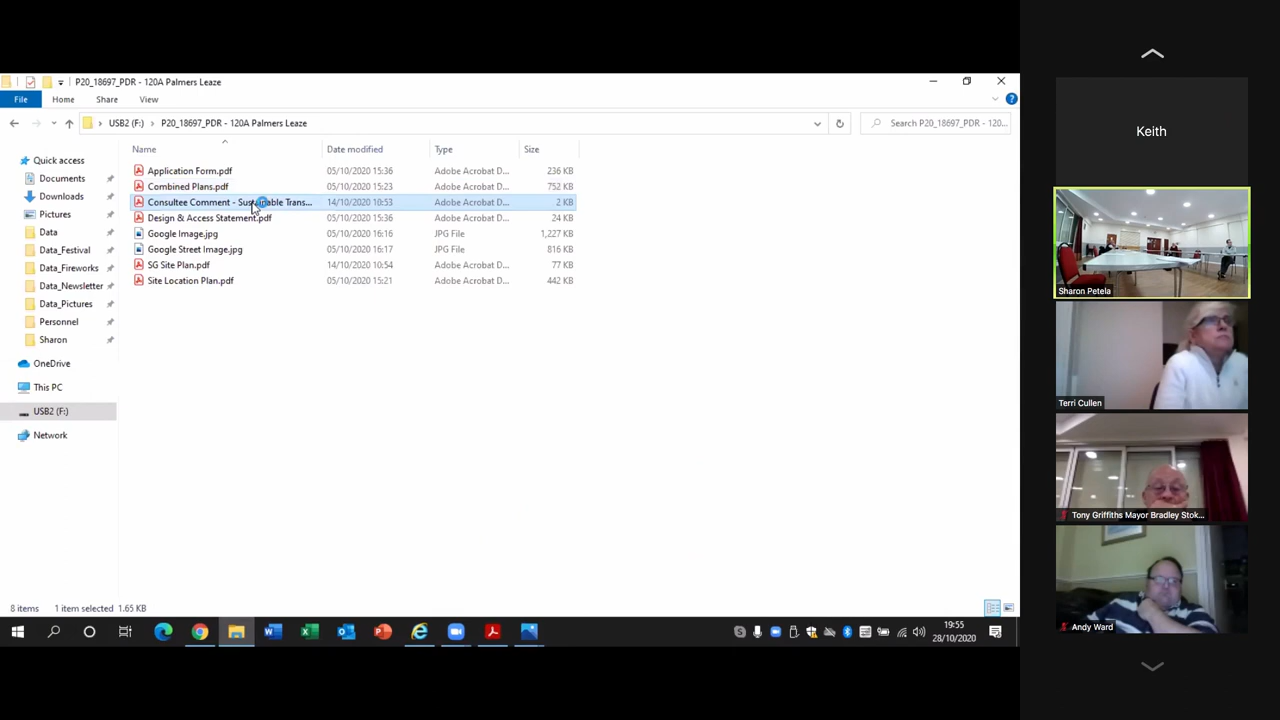 P20_18697_PDR - 120A Palmers Leaze
File Home Share View
USB2 (F:) > P20_18697_PDR - 120A Palmers Leaze
Search P20_18697_PDR - 120...
Name Date modified Type Size
Quick access
Documents
Downloads
Pictures
Data
Data_Festival
Data_Fireworks
Data_Newsletter
Data_Pictures
Personnel
Sharon
OneDrive
This PC
USB2 (F:)
Network
Application Form.pdf 05/10/2020 15:36 Adobe Acrobat D... 236 KB
Combined Plans.pdf 05/10/2020 15:23 Adobe Acrobat D... 752 KB
Consultee Comment - Sustainable Trans... 14/10/2020 10:53 Adobe Acrobat D... 2 KB
Design & Access Statement.pdf 05/10/2020 15:36 Adobe Acrobat D... 24 KB
Google Image.jpg 05/10/2020 16:16 JPG File 1,227 KB
Google Street Image.jpg 05/10/2020 16:17 JPG File 816 KB
SG Site Plan.pdf 14/10/2020 10:54 Adobe Acrobat D... 77 KB
Site Location Plan.pdf 05/10/2020 15:21 Adobe Acrobat D... 442 KB
8 items 1 item selected 1.65 KB
19:55
28/10/2020
Keith
Sharon Petela
Terri Cullen
Tony Griffiths Mayor Bradley Stok...
Andy Ward